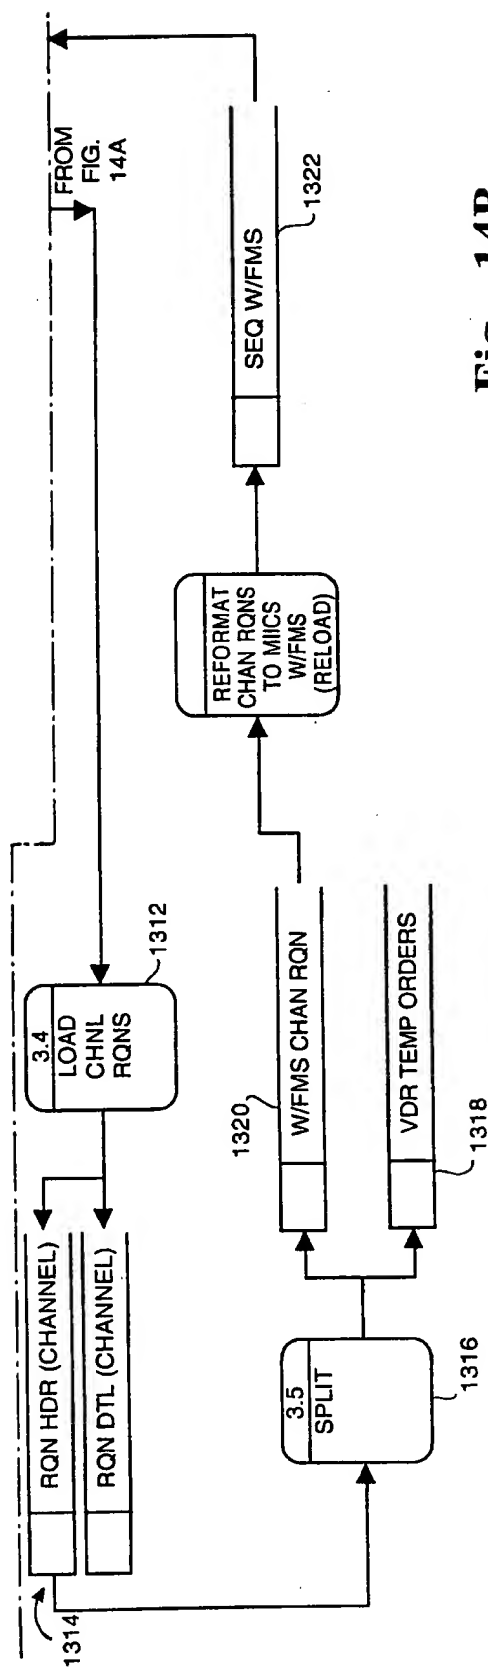 FROM
FIG.
14A
3.4
LOAD
CHNL
RQNS
1312
RQN HDR (CHANNEL)
RQN DTL (CHANNEL)
1314
3.5
SPLIT
1316
W/FMS CHAN RQN
1320
VDR TEMP ORDERS
1318
REFORMAT
CHAN RQNS
TO MIICS
W/FMS
(RELOAD)
SEQ W/FMS
1322